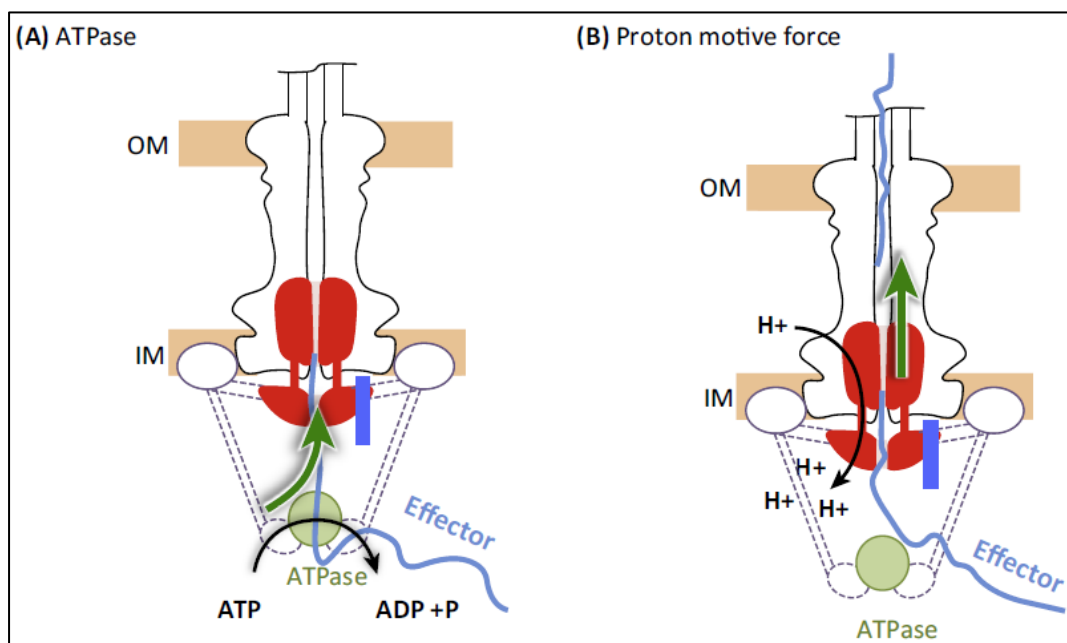 (A) ATPase
OM
IM
Effector
ATPase
ATP
ADP +P
(B) Proton motive force
OM
H+
IM
H+
H+
H+
Effector
ATPase